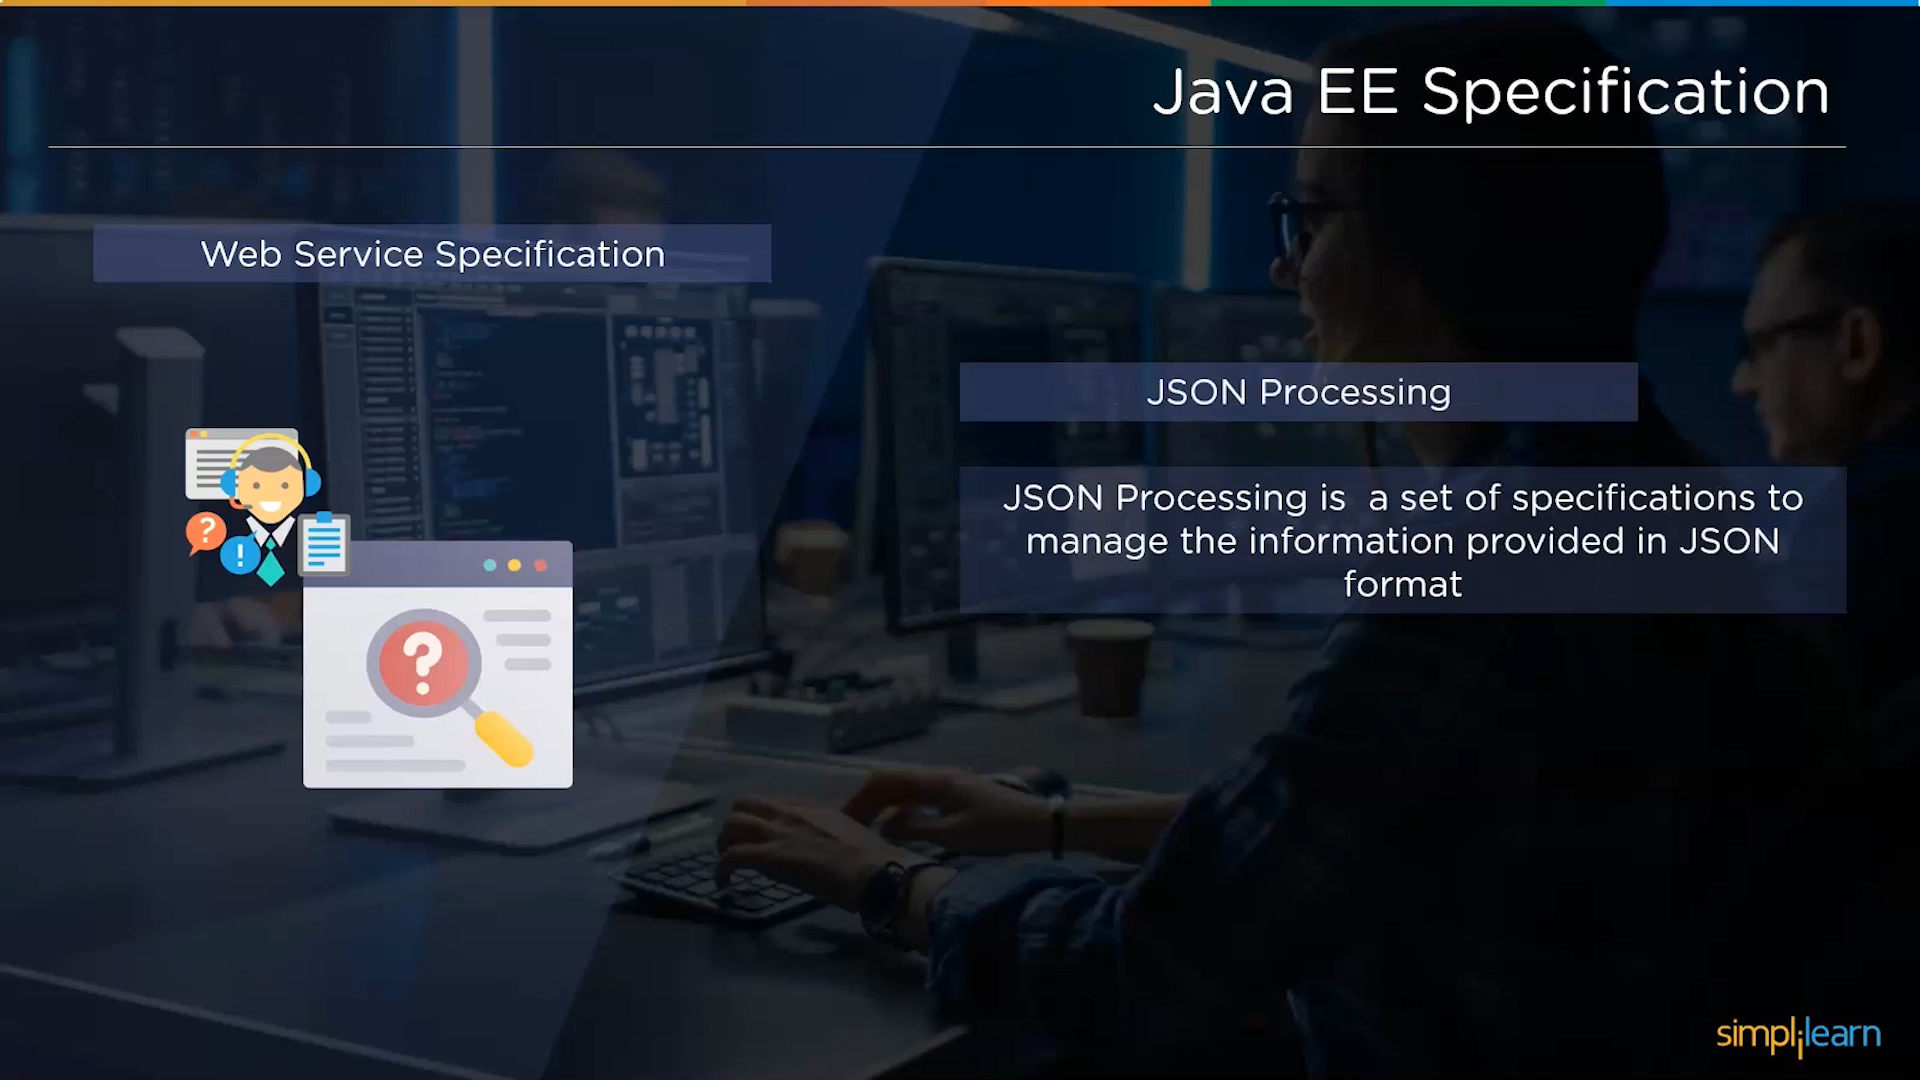 Java EE Specification
Web Service Specification
JSON Processing
JSON Processing is a set of specifications to
manage the information provided in JSON
format
simplilearn